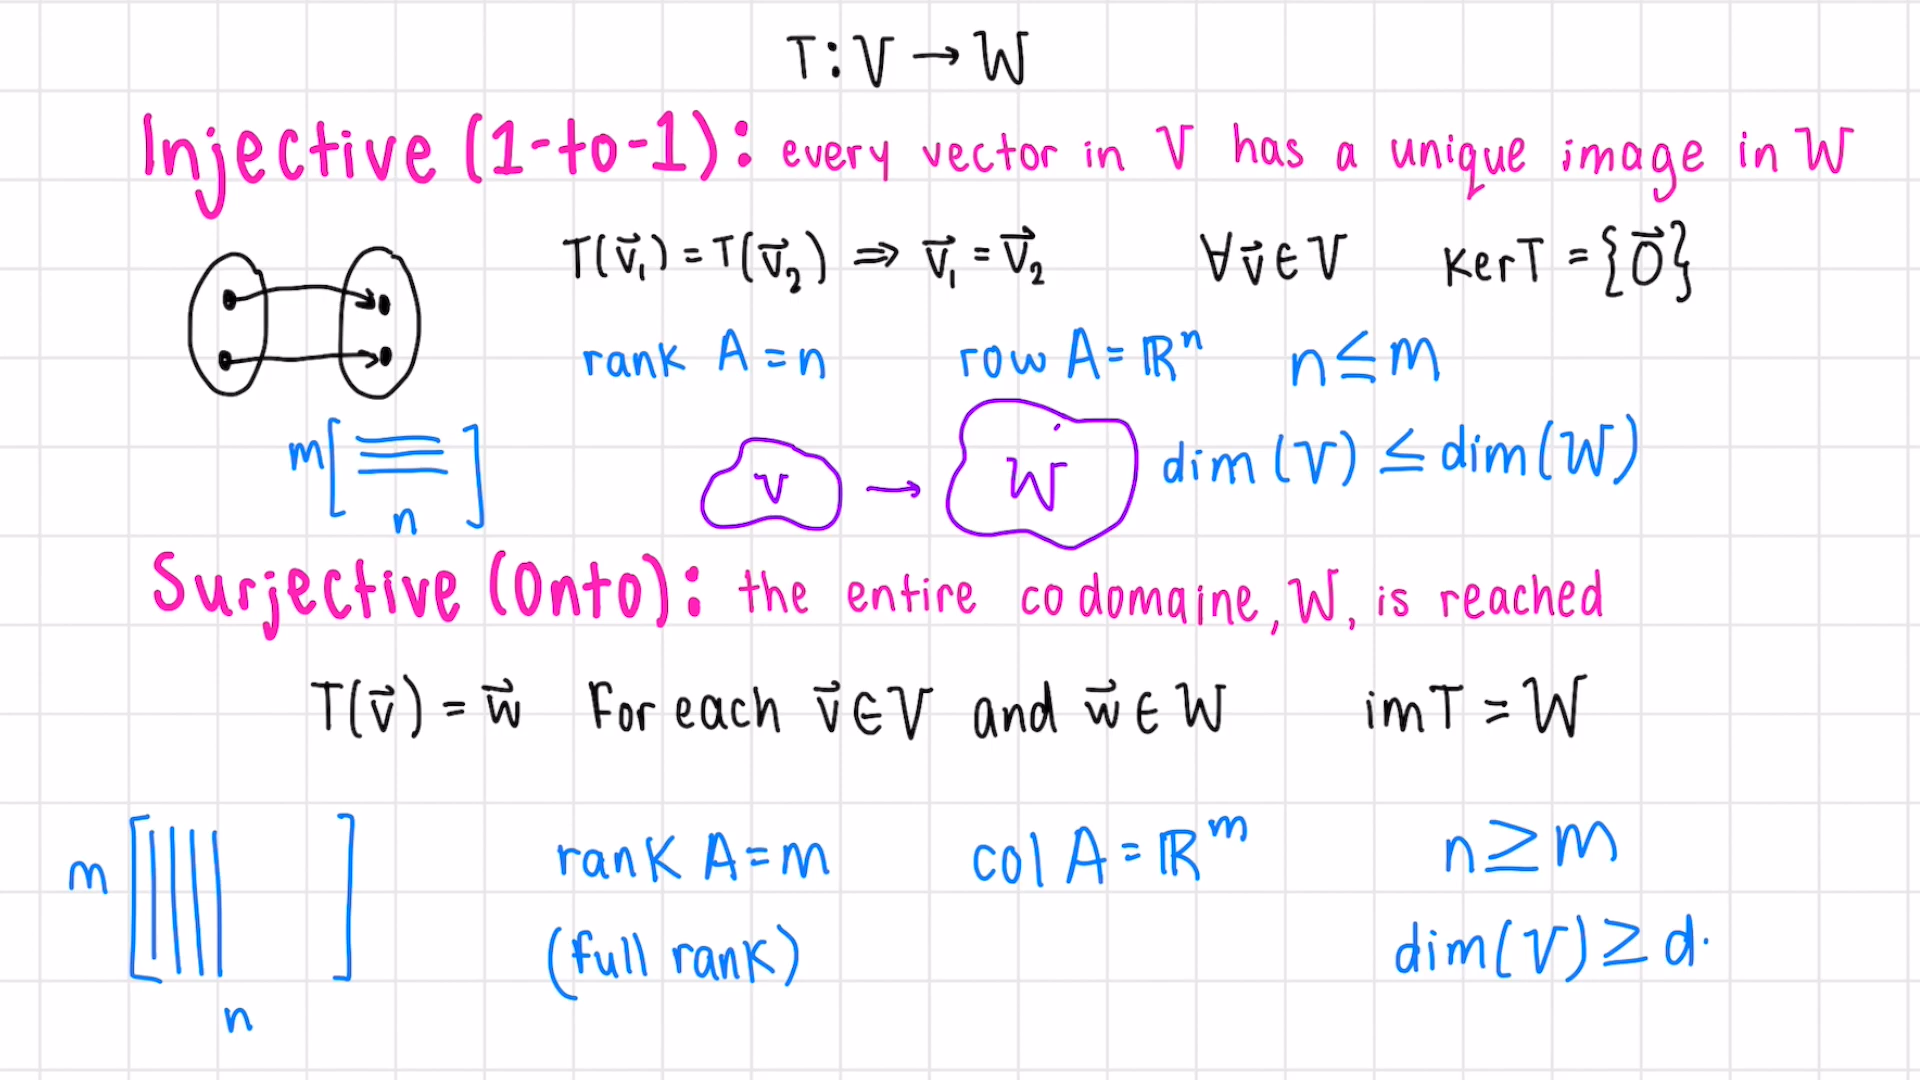 T: V → W
Injective (1-to-1): every vector in V has a unique image in W
T(v⃗₁) = T(v⃗₂) ⇒ v⃗₁ = v⃗₂ ∀v⃗ ∈ V kerT = {0⃗}
rank A = n row A = ℝⁿ n ≤ m
m [ ] n
V → W dim(V) ≤ dim(W)
Surjective (Onto): the entire codomaine, W, is reached
T(v⃗) = w⃗ For each v⃗ ∈ V and w⃗ ∈ W imT = W
m [ ] n
rank A = m col A = ℝᵐ n ≥ m
(full rank) dim(V) ≥ d